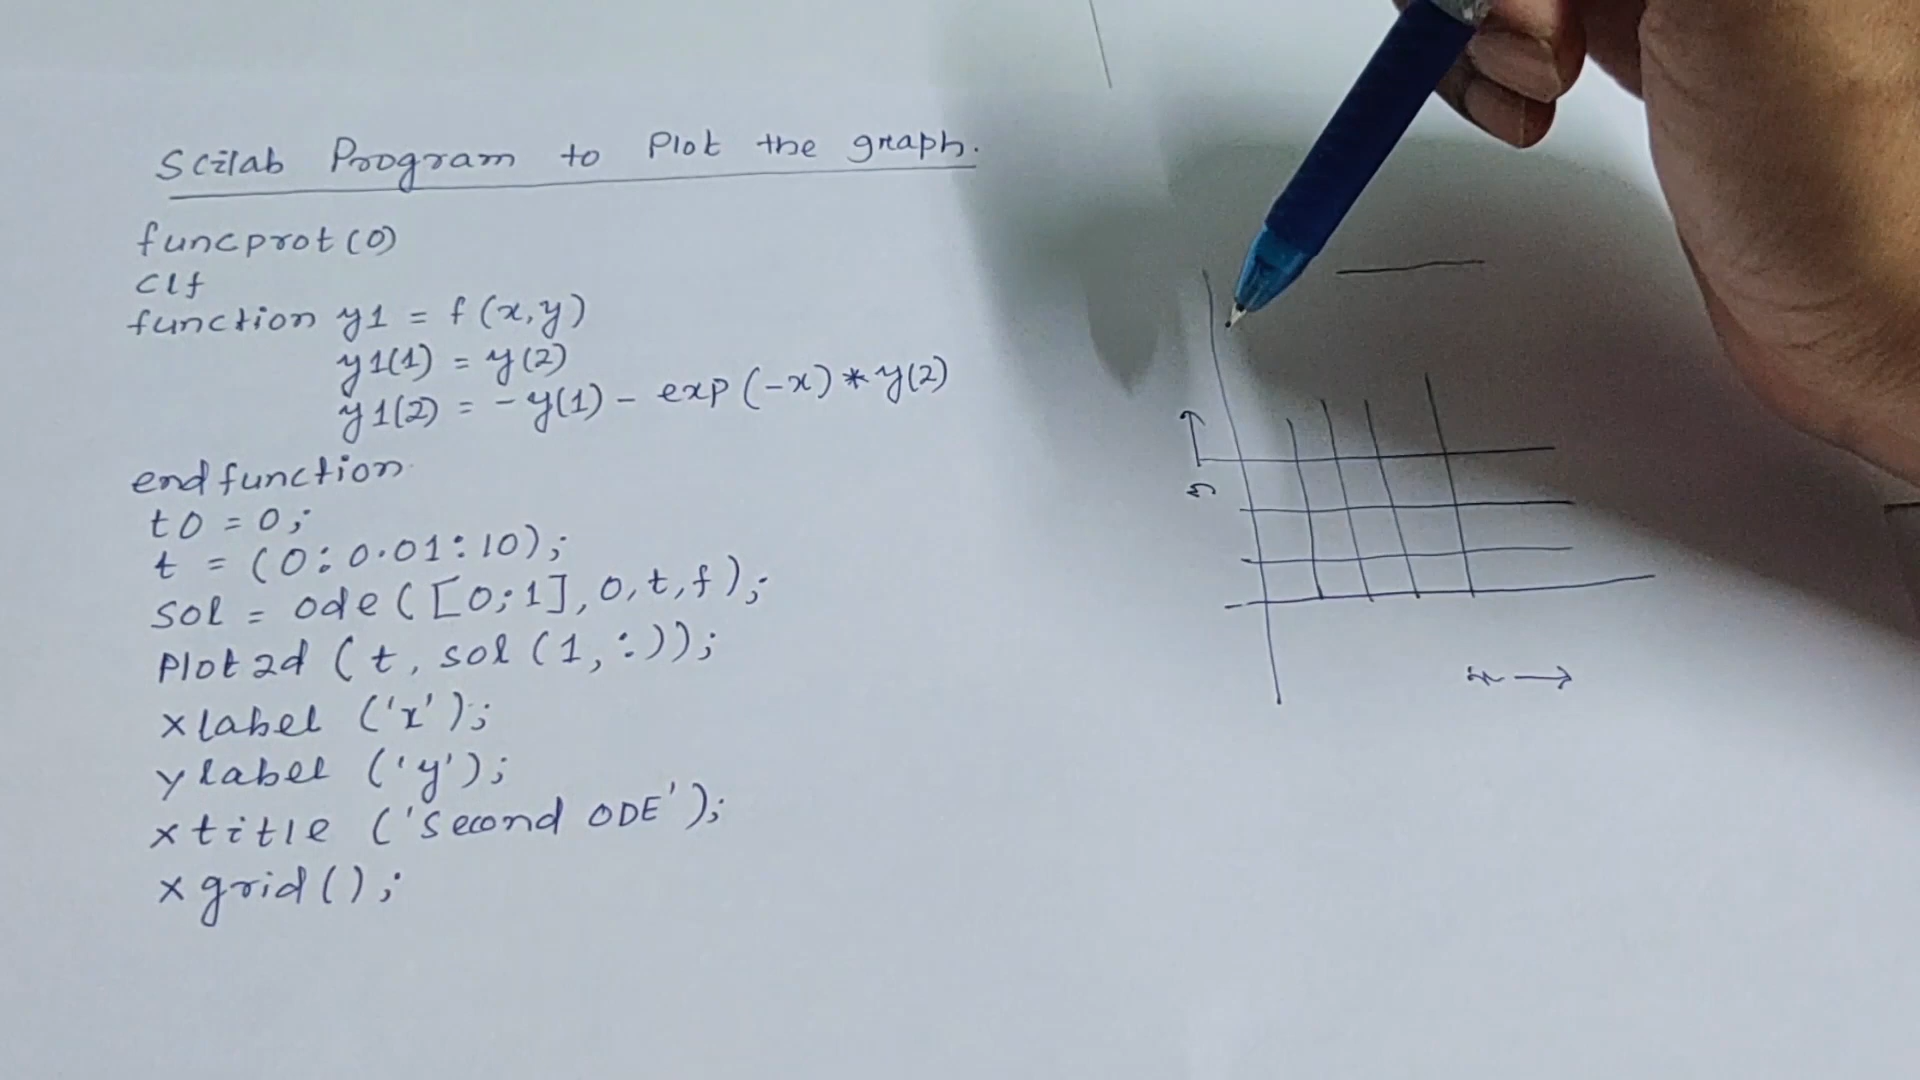 Scilab Program to Plot the graph.
funcprot(0)
clf
function y1 = f(x,y)
y1(1) = y(2)
y1(2) = -y(1) - exp(-x)*y(2)
endfunction
t0 = 0;
t = (0:0.01:10);
sol = ode([0;1],0,t,f);
Plot2d (t, sol(1,:));
xlabel ('x');
ylabel ('y');
xtitle ('Second ODE');
xgrid();
y
x